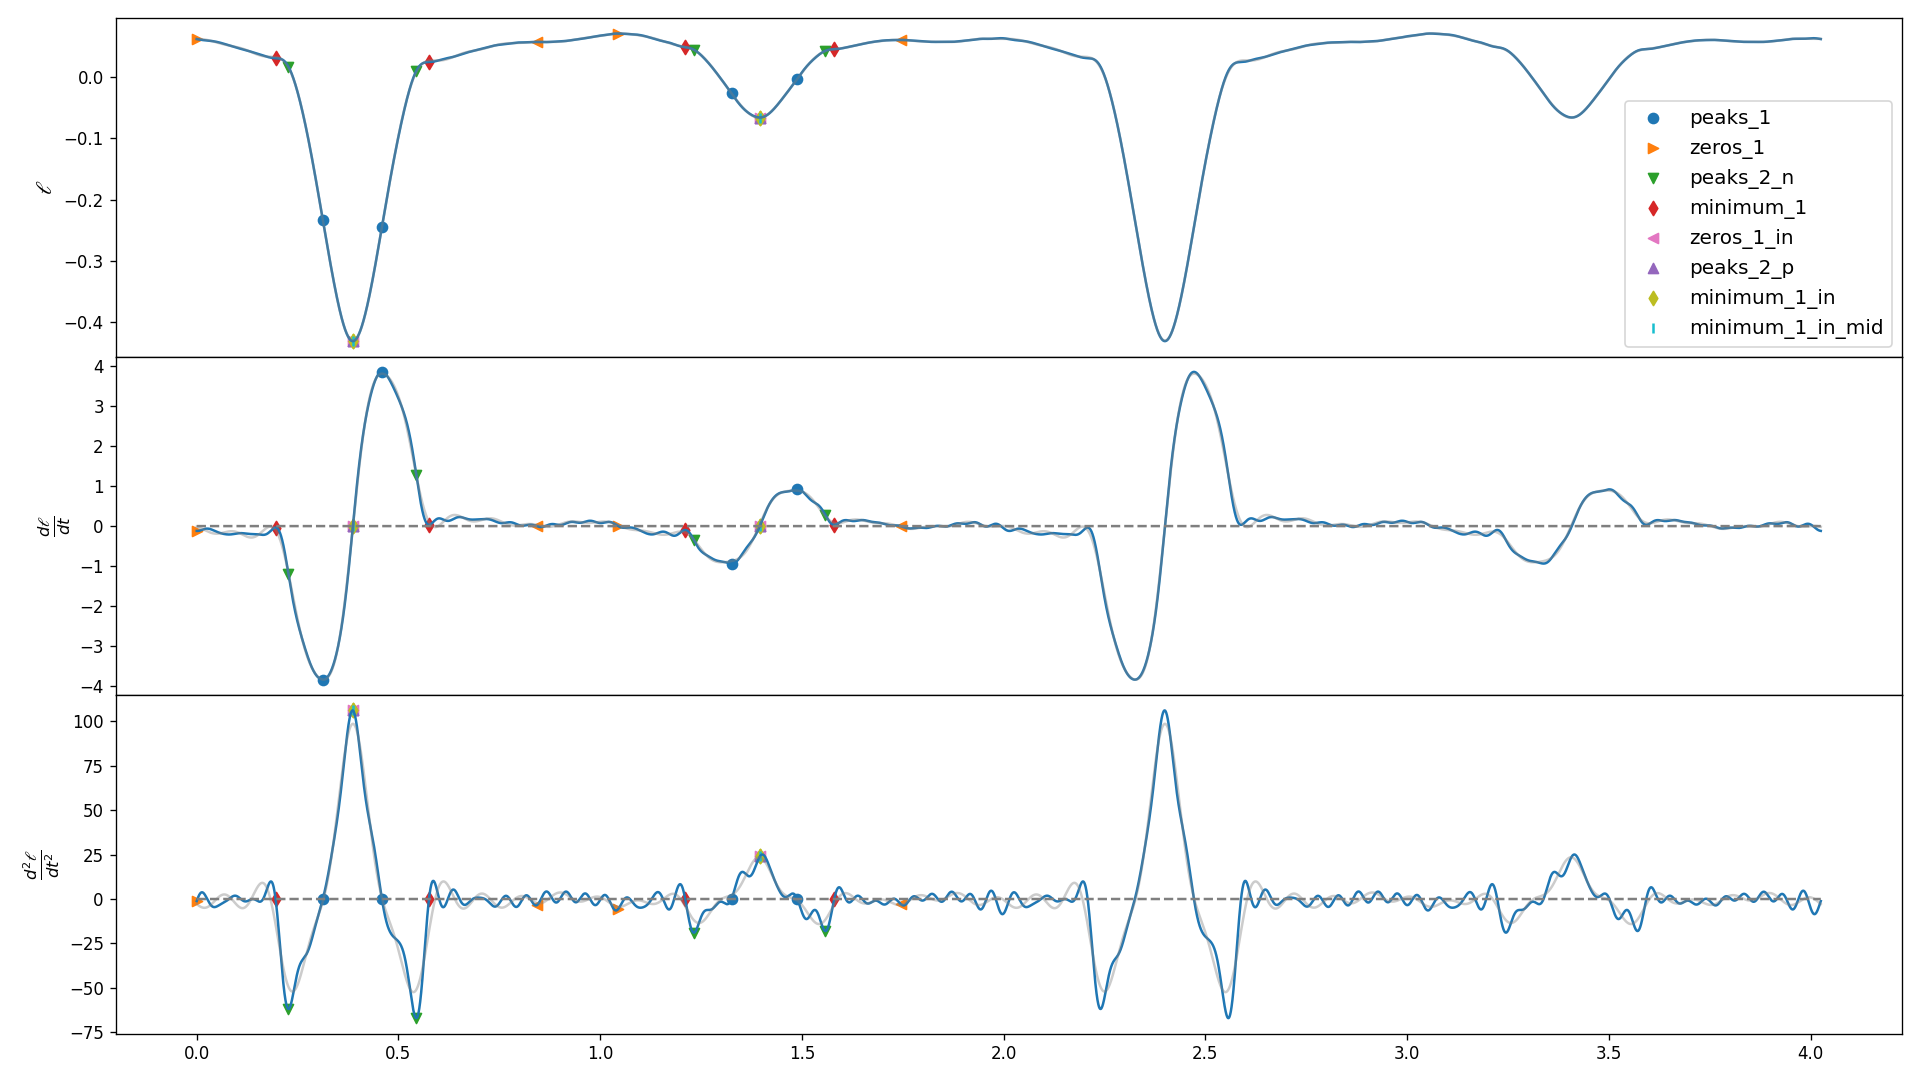 ℓ
0.0
−0.1
−0.2
−0.3
−0.4
peaks_1
zeros_1
peaks_2_n
minimum_1
zeros_1_in
peaks_2_p
minimum_1_in
minimum_1_in_mid
dℓ
dt
4
3
2
1
0
−1
−2
−3
−4
d²ℓ
dt²
100
75
50
25
0
−25
−50
−75
0.0 0.5 1.0 1.5 2.0 2.5 3.0 3.5 4.0